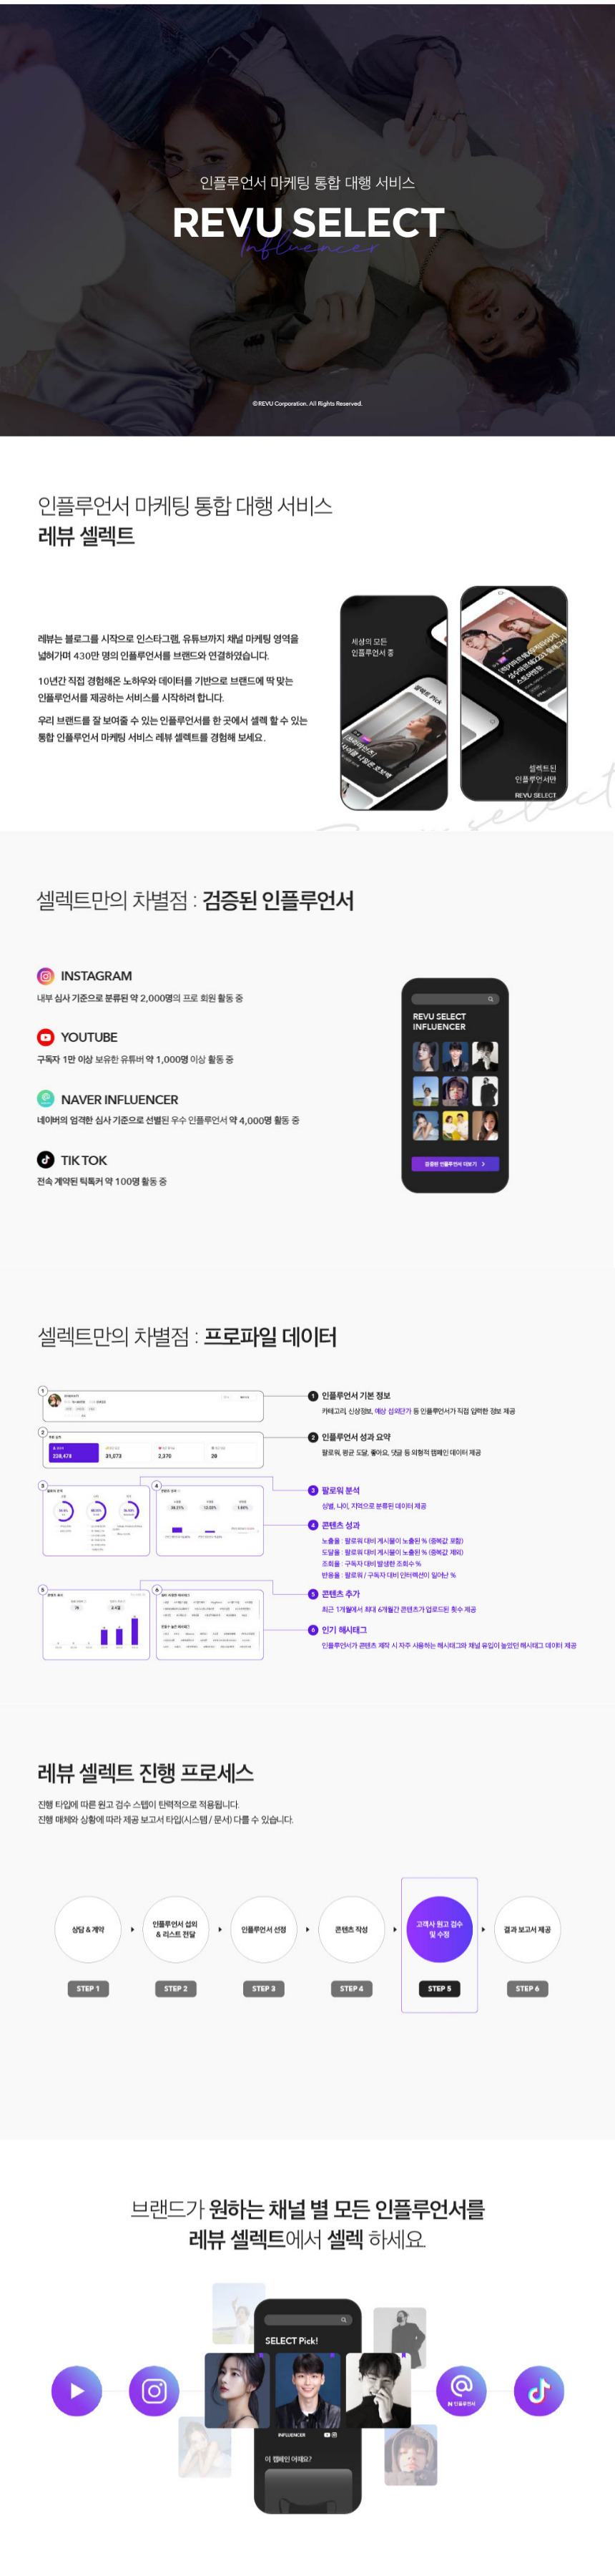 인플루언서 마케팅 통합 대행 서비스
REVU SELECT
Influencer
©REVU Corporation. All Rights Reserved.
인플루언서 마케팅 통합 대행 서비스
레뷰 셀렉트
레뷰는 블로그를 시작으로 인스타그램, 유튜브까지 채널 마케팅 영역을
넓혀가며 430만 명의 인플루언서를 브랜드와 연결하였습니다.
10년간 직접 경험해온 노하우와 데이터를 기반으로 브랜드에 딱 맞는
인플루언서를 제공하는 서비스를 시작하려 합니다.
우리 브랜드를 잘 보여줄 수 있는 인플루언서를 한 곳에서 셀렉 할 수 있는
통합 인플루언서 마케팅 서비스 레뷰 셀렉트를 경험해 보세요.
세상의 모든
인플루언서 중
셀렉트 Pick
셀렉트된
인플루언서만
REVU SELECT
select
셀렉트만의 차별점 : 검증된 인플루언서
INSTAGRAM
내부 심사 기준으로 분류된 약 2,000명의 프로 회원 활동 중
YOUTUBE
구독자 1만 이상 보유한 유튜버 약 1,000명 이상 활동 중
NAVER INFLUENCER
네이버의 엄격한 심사 기준으로 선별된 우수 인플루언서 약 4,000명 활동 중
TIK TOK
전속 계약된 틱톡커 약 100명 활동 중
REVU SELECT
INFLUENCER
검증된 인플루언서 더보기 >
셀렉트만의 차별점 : 프로파일 데이터
1
2
228,478
31,073
2,370
20
3
4
5
6
1 인플루언서 기본 정보
카테고리, 신상정보, 예상 섭외단가 등 인플루언서가 직접 입력한 정보 제공
2 인플루언서 성과 요약
팔로워, 평균 도달, 좋아요, 댓글 등 외형적 캠페인 데이터 제공
3 팔로워 분석
성별, 나이, 지역으로 분류된 데이터 제공
4 콘텐츠 성과
노출율 : 팔로워 대비 게시물이 노출된 % (중복값 포함)
도달율 : 팔로워 대비 게시물이 노출된 % (중복값 제외)
조회율 : 구독자 대비 발생한 조회수 %
반응율 : 팔로워 / 구독자 대비 인터랙션이 일어난 %
5 콘텐츠 추가
최근 1개월에서 최대 6개월간 콘텐츠가 업로드된 횟수 제공
6 인기 해시태그
인플루언서가 콘텐츠 제작 시 자주 사용하는 해시태그와 채널 유입이 높았던 해시태그 데이터 제공
레뷰 셀렉트 진행 프로세스
진행 타입에 따른 원고 검수 스텝이 탄력적으로 적용됩니다.
진행 매체와 상황에 따라 제공 보고서 타입(시스템 / 문서) 다를 수 있습니다.
상담 & 계약
인플루언서 섭외
& 리스트 전달
인플루언서 선정
콘텐츠 작성
고객사 원고 검수
및 수정
결과 보고서 제공
STEP 1
STEP 2
STEP 3
STEP 4
STEP 5
STEP 6
브랜드가 원하는 채널 별 모든 인플루언서를
레뷰 셀렉트에서 셀렉 하세요.
SELECT Pick!
N 인플루언서
INFLUENCER
이 캠페인 어때요?